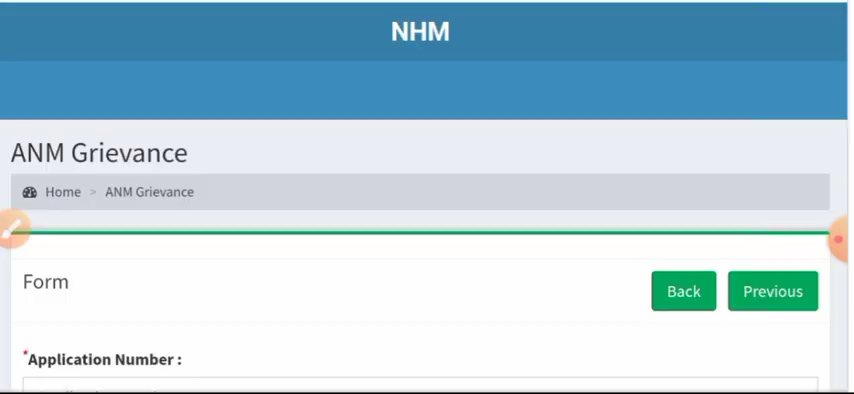 NHM
ANM Grievance
Home > ANM Grievance
Form
Back Previous
*Application Number :